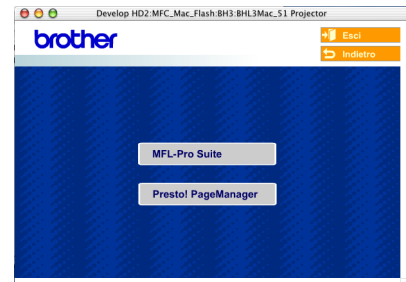 Develop HD2:MFC_Mac_Flash:BH3:BHL3Mac_S1 Projector
brother
Esci
Indietro
MFL-Pro Suite
Presto! PageManager